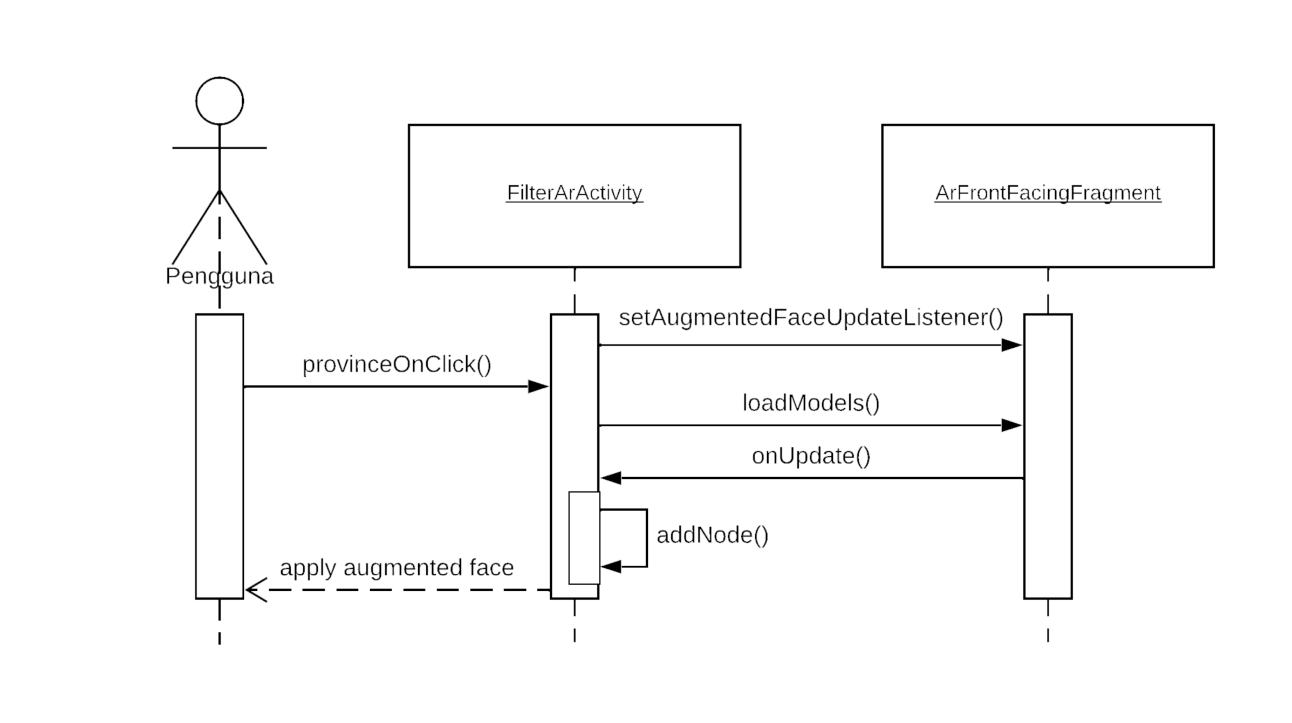 Pengguna
FilterArActivity
ArFrontFacingFragment
setAugmentedFaceUpdateListener()
provinceOnClick()
loadModels()
onUpdate()
addNode()
apply augmented face